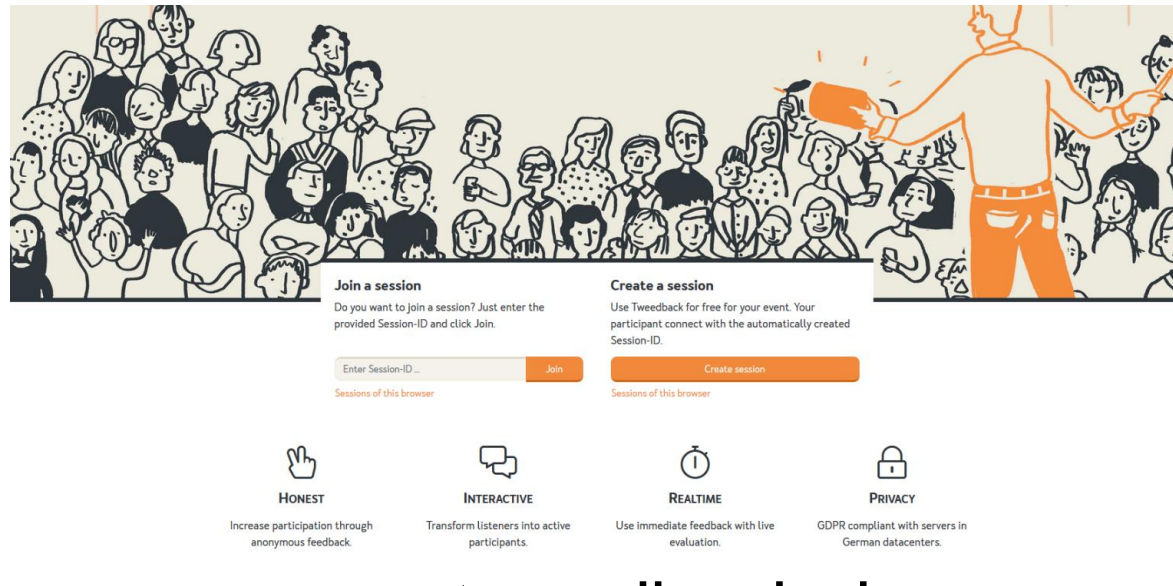 Join a session
Do you want to join a session? Just enter the
provided Session-ID and click Join.
Enter Session-ID ...
Join
Sessions of this browser
Create a session
Use Tweedback for free for your event. Your
participant connect with the automatically created
Session-ID.
Create session
Sessions of this browser
HONEST
Increase participation through
anonymous feedback.
INTERACTIVE
Transform listeners into active
participants.
REALTIME
Use immediate feedback with live
evaluation.
PRIVACY
GDPR compliant with servers in
German datacenters.